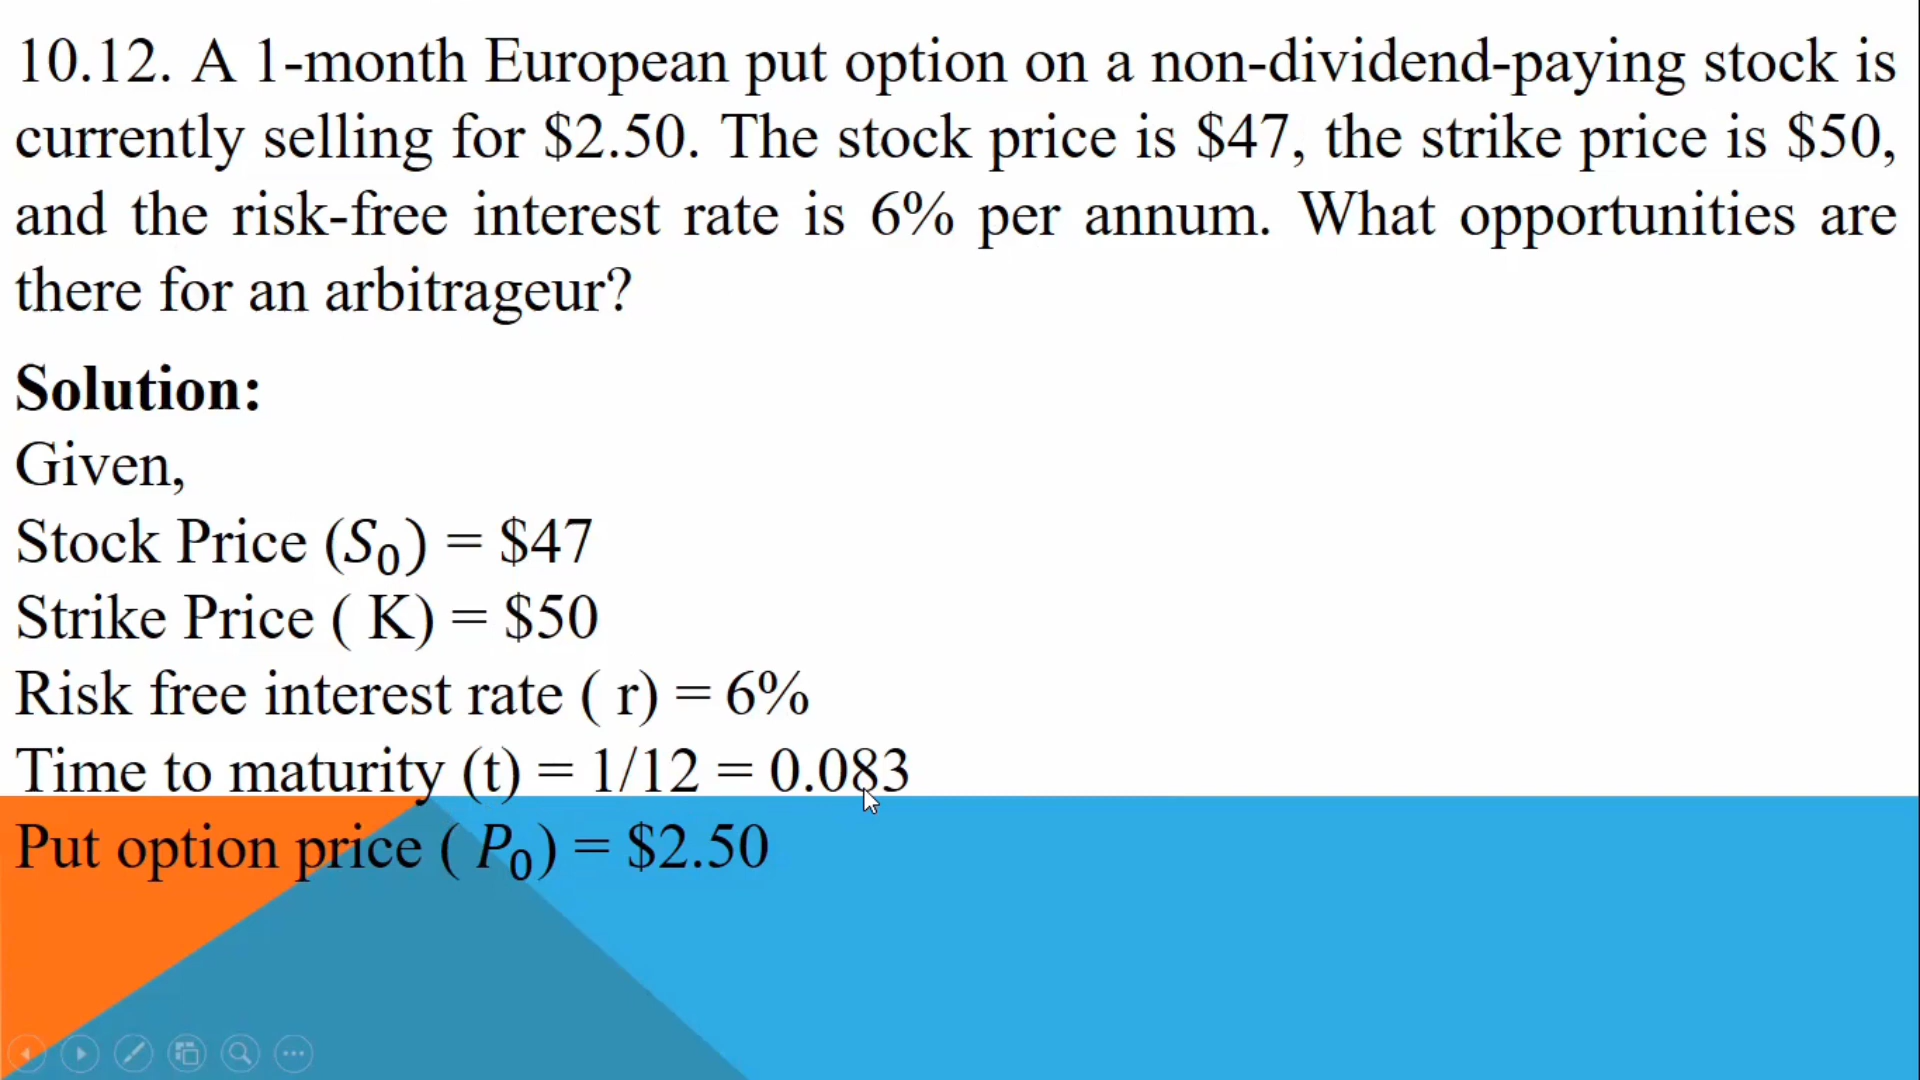 10.12. A 1-month European put option on a non-dividend-paying stock is
currently selling for $2.50. The stock price is $47, the strike price is $50,
and the risk-free interest rate is 6% per annum. What opportunities are
there for an arbitrageur?
Solution:
Given,
Stock Price (S₀) = $47
Strike Price ( K) = $50
Risk free interest rate ( r) = 6%
Time to maturity (t) = 1/12 = 0.083
Put option price ( P₀) = $2.50